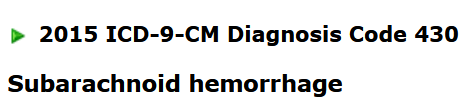 2015 ICD-9-CM Diagnosis Code 430
Subarachnoid hemorrhage